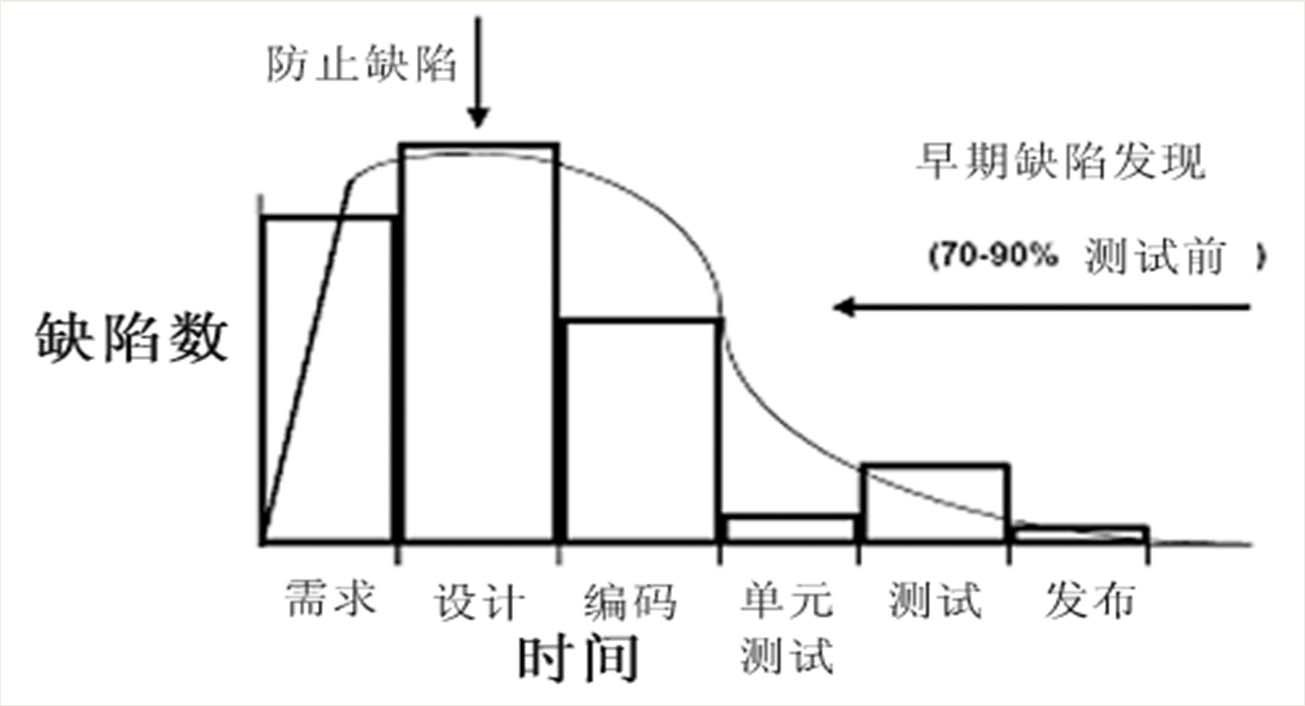 防止缺陷
早期缺陷发现
(70-90% 测试前 )
缺陷数
需求 设计 编码 单元 测试 发布
测试
时间